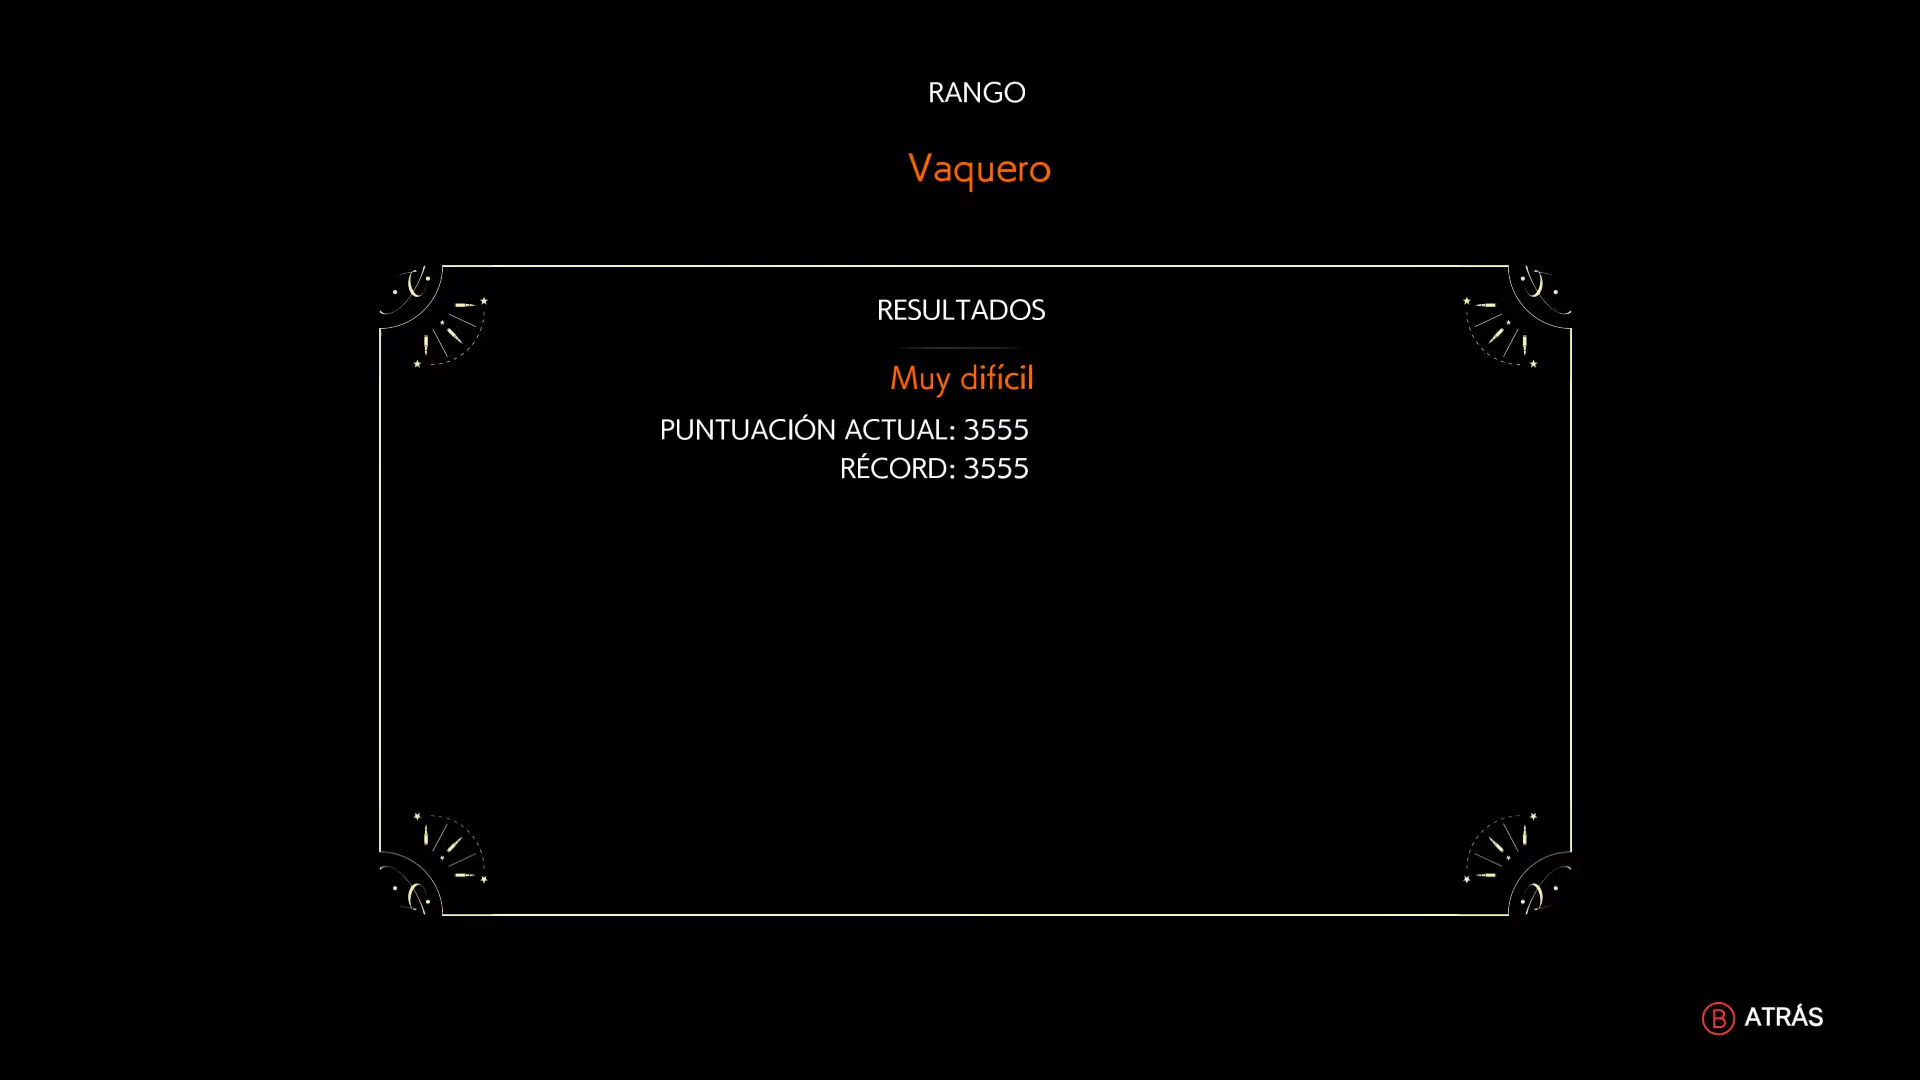 RANGO
Vaquero
RESULTADOS
Muy difícil
PUNTUACIÓN ACTUAL: 3555
RÉCORD: 3555
B ATRÁS